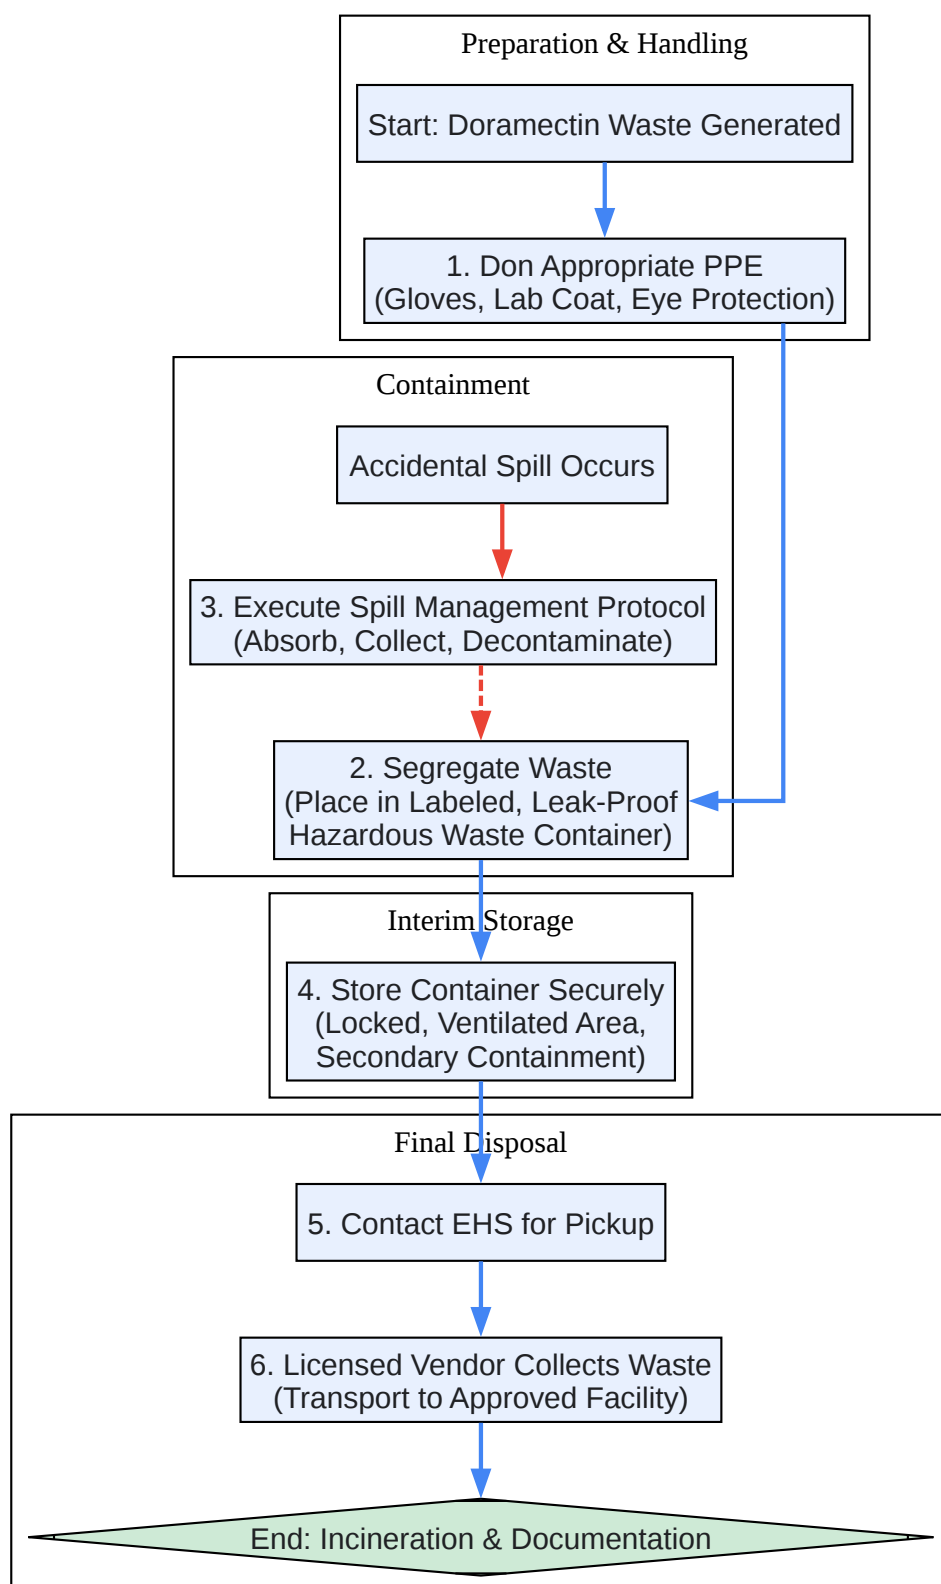 Preparation & Handling
Start: Doramectin Waste Generated
1. Don Appropriate PPE
(Gloves, Lab Coat, Eye Protection)
Containment
Accidental Spill Occurs
3. Execute Spill Management Protocol
(Absorb, Collect, Decontaminate)
2. Segregate Waste
(Place in Labeled, Leak-Proof
Hazardous Waste Container)
Interim Storage
4. Store Container Securely
(Locked, Ventilated Area,
Secondary Containment)
Final Disposal
5. Contact EHS for Pickup
6. Licensed Vendor Collects Waste
(Transport to Approved Facility)
End: Incineration & Documentation